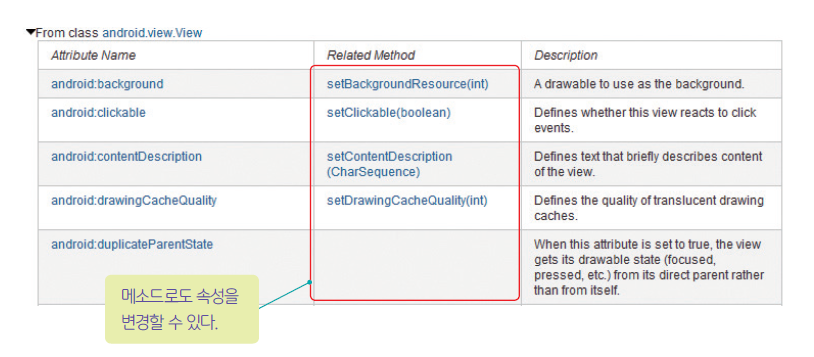 ▼From class android.view.View
Attribute Name Related Method Description
android:background setBackgroundResource(int) A drawable to use as the background.
android:clickable setClickable(boolean) Defines whether this view reacts to click
events.
android:contentDescription setContentDescription Defines text that briefly describes content
(CharSequence) of the view.
android:drawingCacheQuality setDrawingCacheQuality(int) Defines the quality of translucent drawing
caches.
android:duplicateParentState When this attribute is set to true, the view
gets its drawable state (focused,
pressed, etc.) from its direct parent rather
than from itself.
메소드로도 속성을
변경할 수 있다.